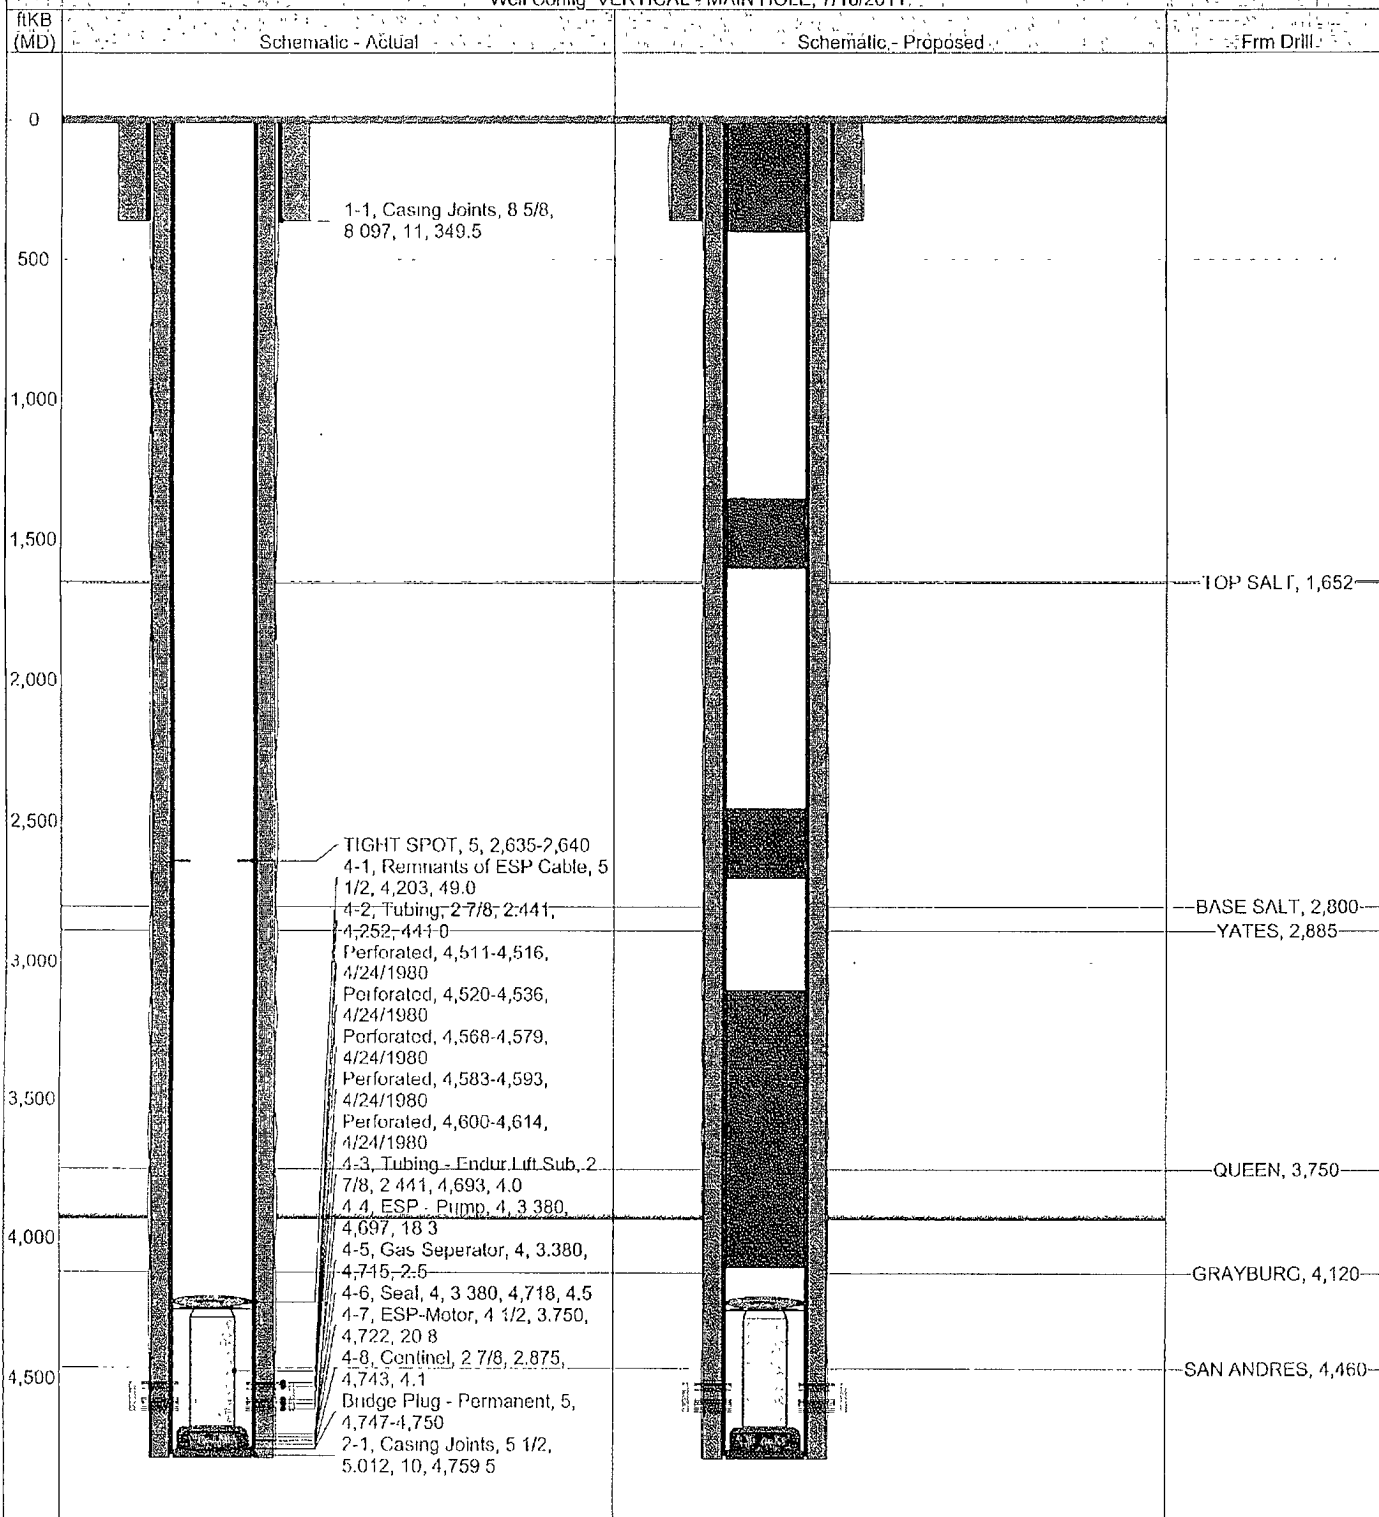 Well Config VERTICAL - MAIN HOLE, 7/18/2011
ftKB
(MD)
Schematic - Actual
Schematic - Proposed
Frm Drill
0
500
1,000
1,500
2,000
2,500
3,000
3,500
4,000
4,500
1-1, Casing Joints, 8 5/8,
8 097, 11, 349.5
TIGHT SPOT, 5, 2,635-2,640
4-1, Remnants of ESP Cable, 5
1/2, 4,203, 49.0
4-2, Tubing, 2 7/8, 2.441,
4,252, 441 0
Perforated, 4,511-4,516,
4/24/1980
Perforated, 4,520-4,536,
4/24/1980
Perforated, 4,568-4,579,
4/24/1980
Perforated, 4,583-4,593,
4/24/1980
Perforated, 4,600-4,614,
4/24/1980
4-3, Tubing - Endur Lift Sub, 2
7/8, 2 441, 4,693, 4.0
4 4, ESP - Pump, 4, 3 380,
4,697, 18 3
4-5, Gas Seperator, 4, 3.380,
4,715, 2.5
4-6, Seal, 4, 3 380, 4,718, 4.5
4-7, ESP-Motor, 4 1/2, 3.750,
4,722, 20 8
4-8, Centinel, 2 7/8, 2.875,
4,743, 4.1
Bridge Plug - Permanent, 5,
4,747-4,750
2-1, Casing Joints, 5 1/2,
5.012, 10, 4,759 5
TOP SALT, 1,652
BASE SALT, 2,800
YATES, 2,885
QUEEN, 3,750
GRAYBURG, 4,120
SAN ANDRES, 4,460